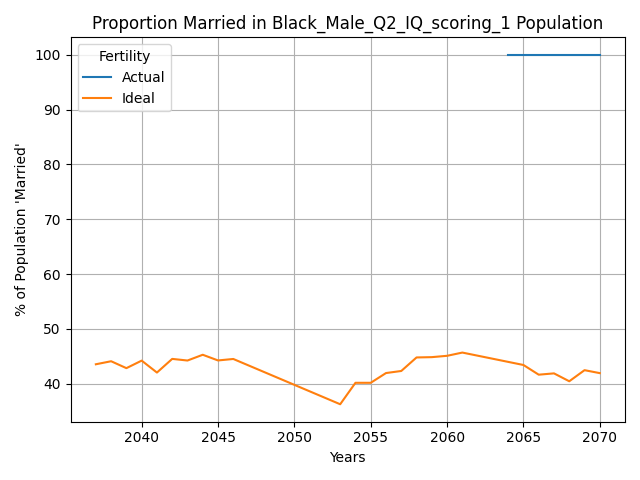 Proportion Married in Black_Male_Q2_IQ_scoring_1 Population
Fertility
Actual
Ideal
% of Population 'Married'
100
90
80
70
60
50
40
2040 2045 2050 2055 2060 2065 2070
Years